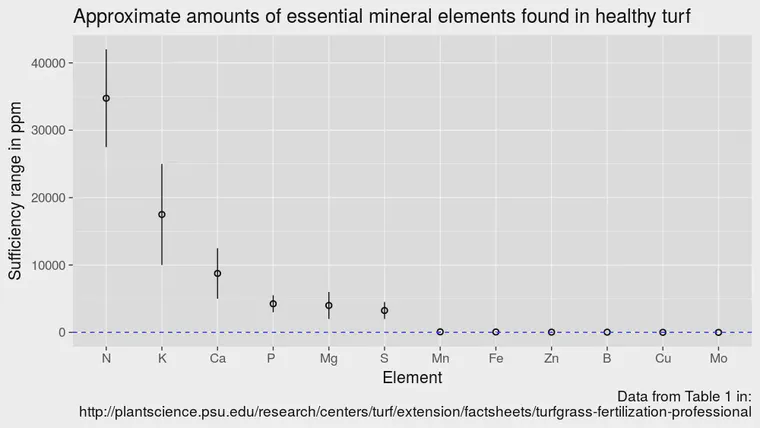 Approximate amounts of essential mineral elements found in healthy turf
Sufficiency range in ppm
40000
30000
20000
10000
0
N K Ca P Mg S Mn Fe Zn B Cu Mo
Element
Data from Table 1 in:
http://plantscience.psu.edu/research/centers/turf/extension/factsheets/turfgrass-fertilization-professional